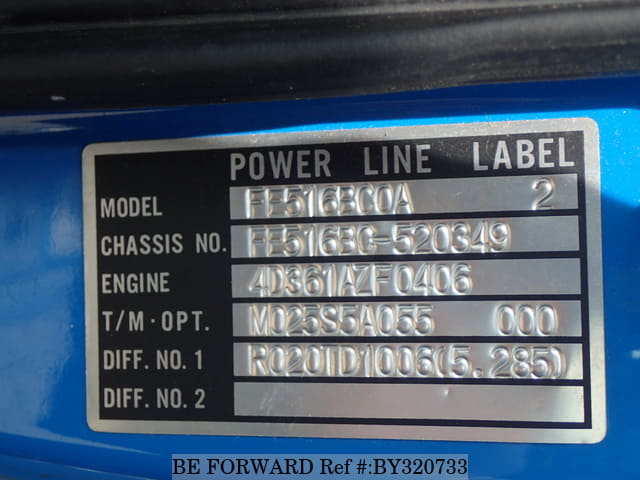 POWER LINE LABEL
MODEL FE516BC0A 2
CHASSIS NO. FE516BC-520349
ENGINE 4D361AZF0406
T/M·OPT. M025S5A055 000
DIFF. NO. 1 R020TD1006(5.285)
DIFF. NO. 2
BE FORWARD Ref #:BY320733